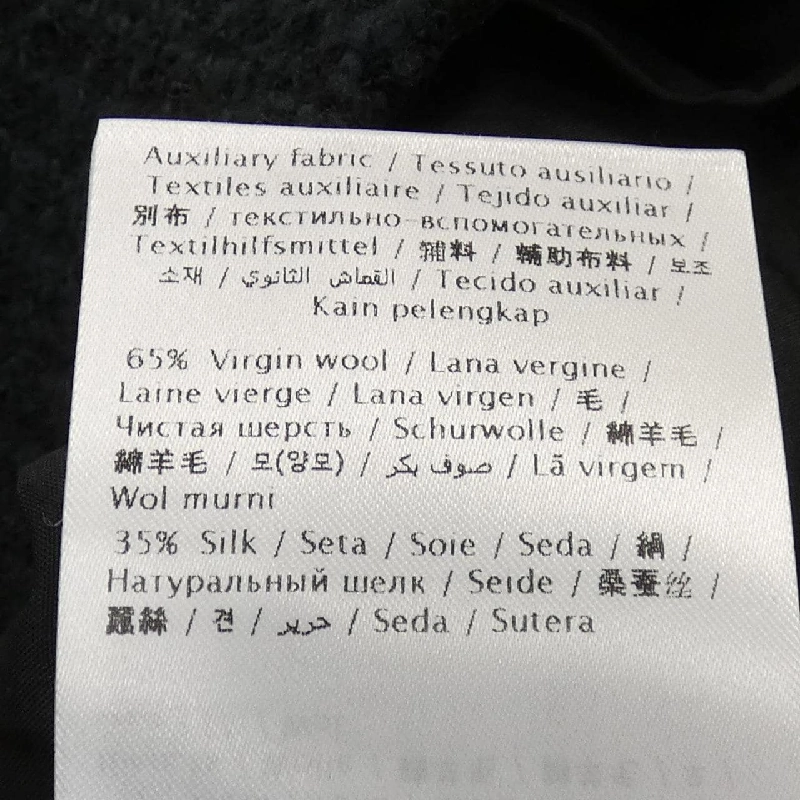 Auxiliary fabric / Tessuto ausiliario /
Textiles auxiliaire / Tejido auxiliar /
別布 / текстильно-вспомогательных /
Textilhilfsmittel / 辅料 / 輔助布料 / 보조
소재 / القماش الثانوي / Tecido auxiliar /
Kain pelengkap
65% Virgin wool / Lana vergine /
Laine vierge / Lana virgen / 毛 /
Чистая шерсть / Schurwolle / 綿羊毛 /
綿羊毛 / 모(양모) / صوف بكر / Lã virgem /
Wol murni
35% Silk / Seta / Soie / Seda / 絹 /
Натуральный шелк / Seide / 桑蚕丝 /
蠶絲 / 견 / حرير / Seda / Sutera